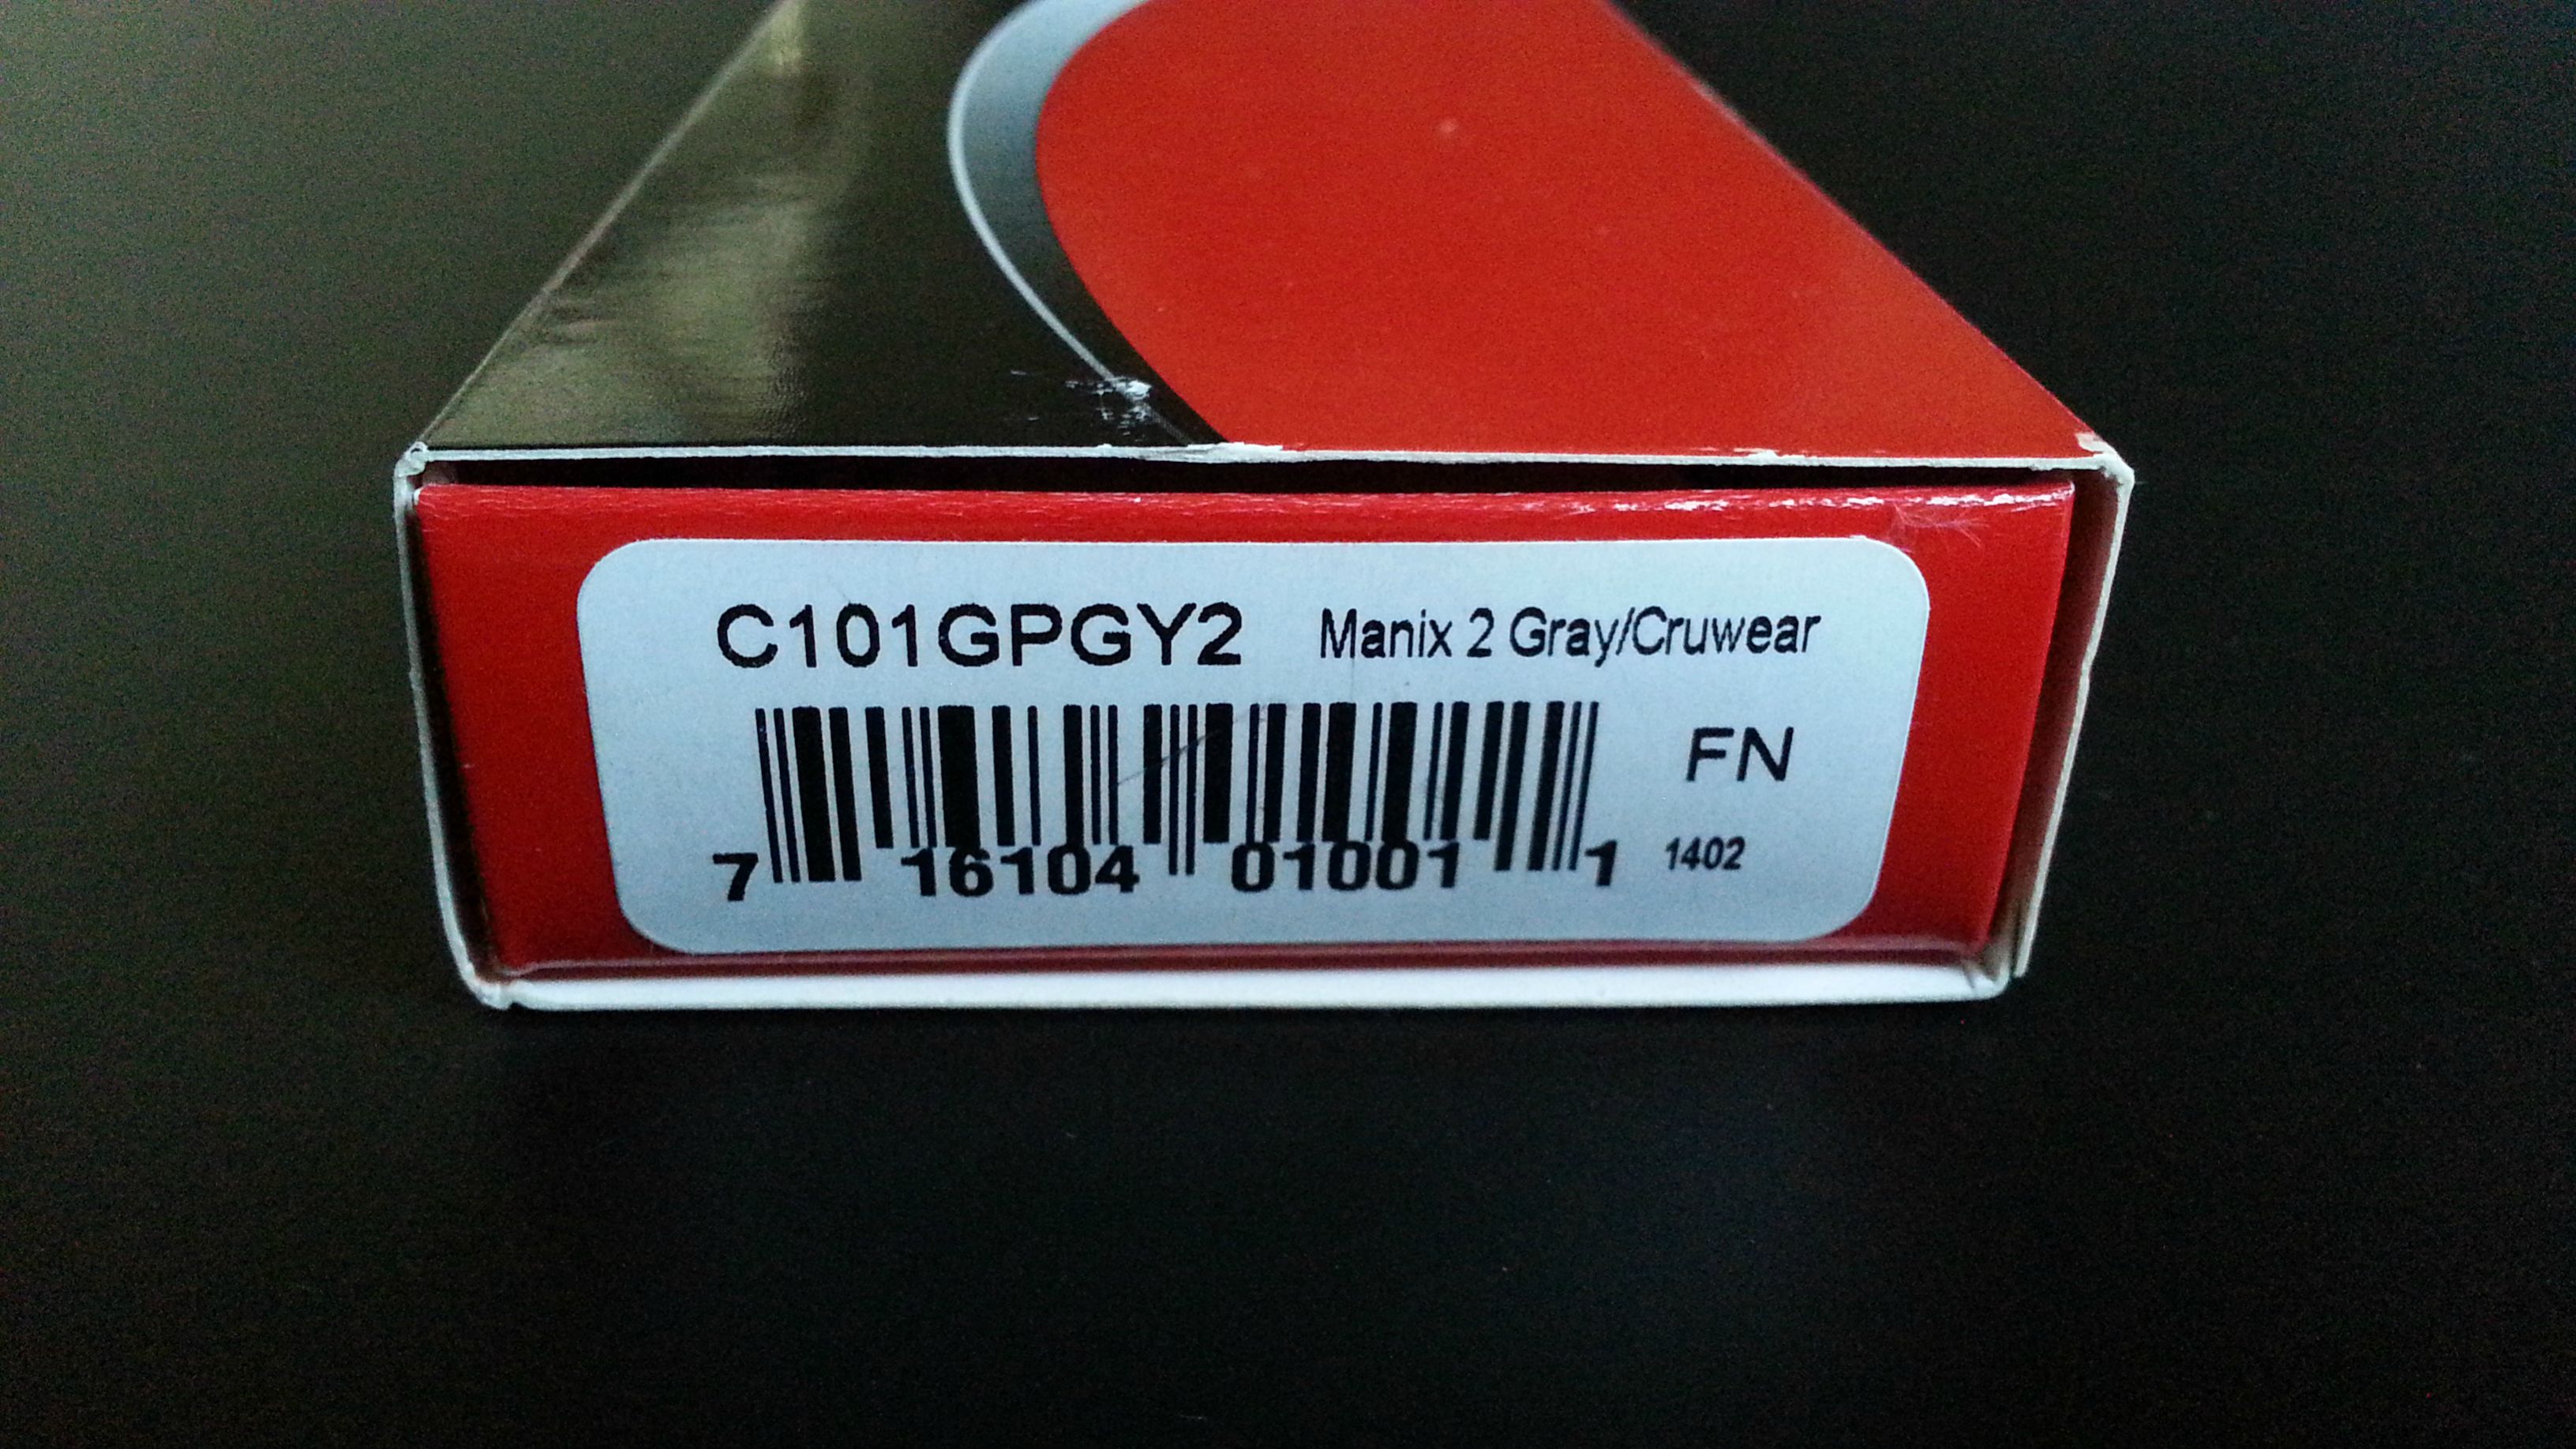 C101GPGY2 Manix 2 Gray/Cruwear
FN
7 16104 01001 1 1402